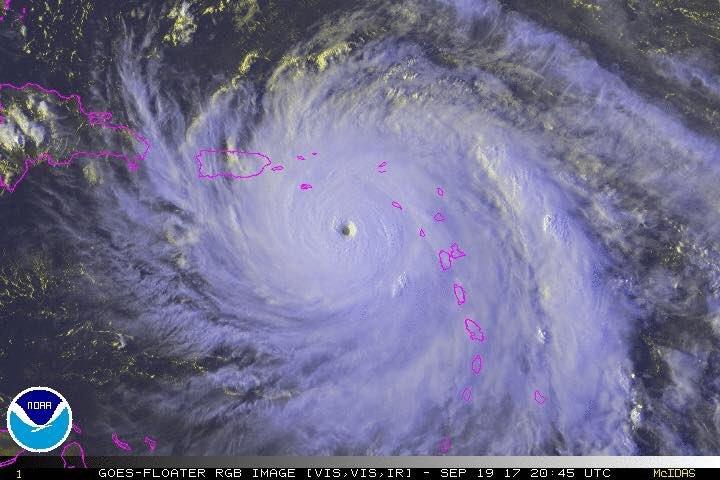 NOAA
1 GOES-FLOATER RGB IMAGE [VIS,VIS,IR] - SEP 19 17 20:45 UTC McIDAS